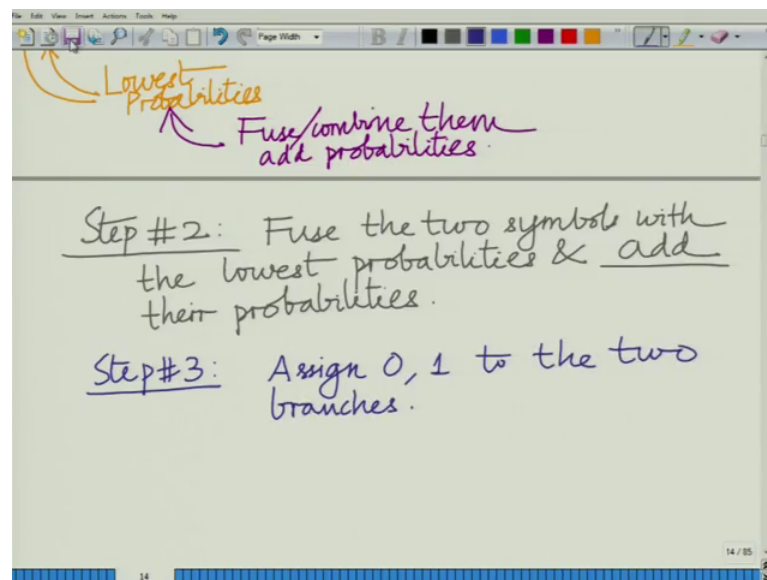 File Edit View Insert Actions Tools Help
Page Width
B I
Lowest
Probabilities
Fuse/combine them
add probabilities.
Step #2: Fuse the two symbols with
the lowest probabilities & add
their probabilities.
Step#3: Assign 0, 1 to the two
branches.
14 / 85
14